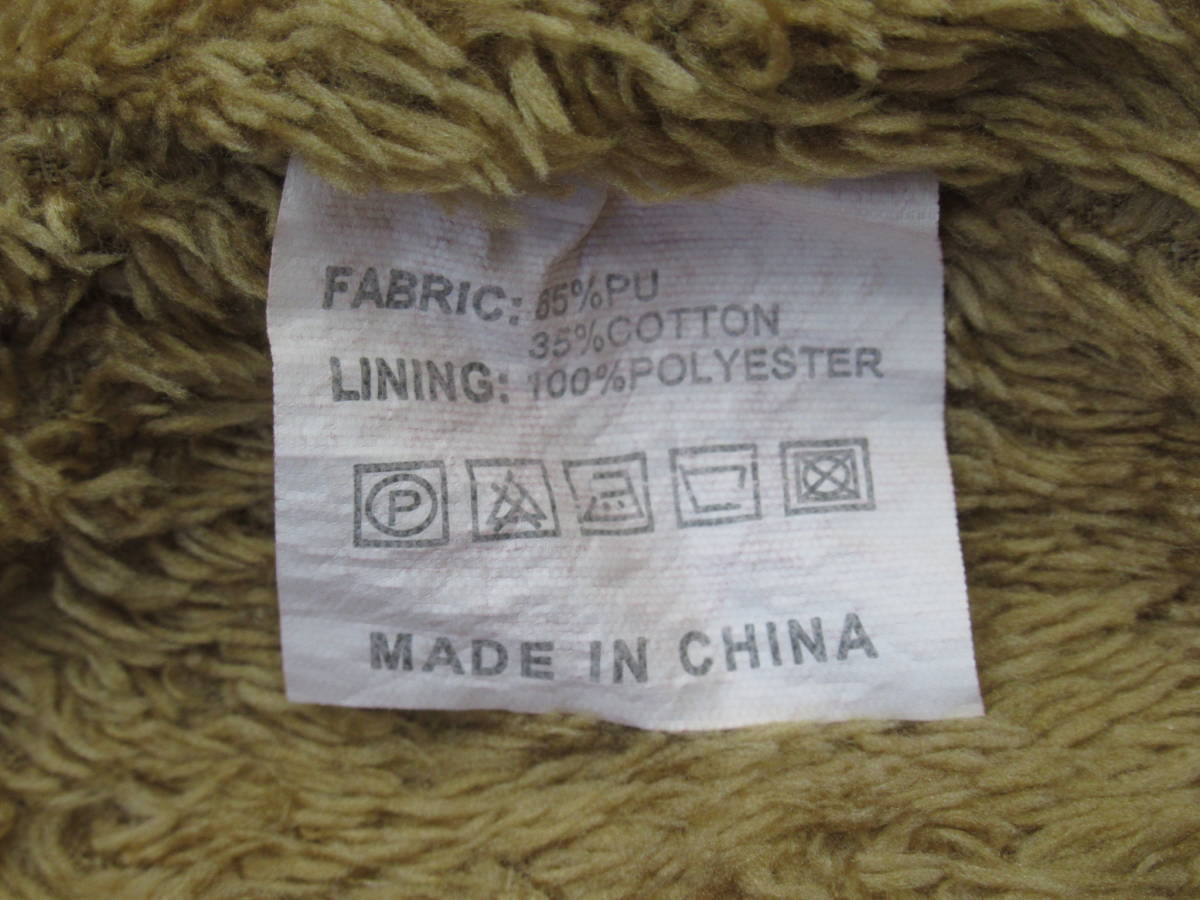 FABRIC: 65%PU
35%COTTON
LINING: 100%POLYESTER
P
MADE IN CHINA